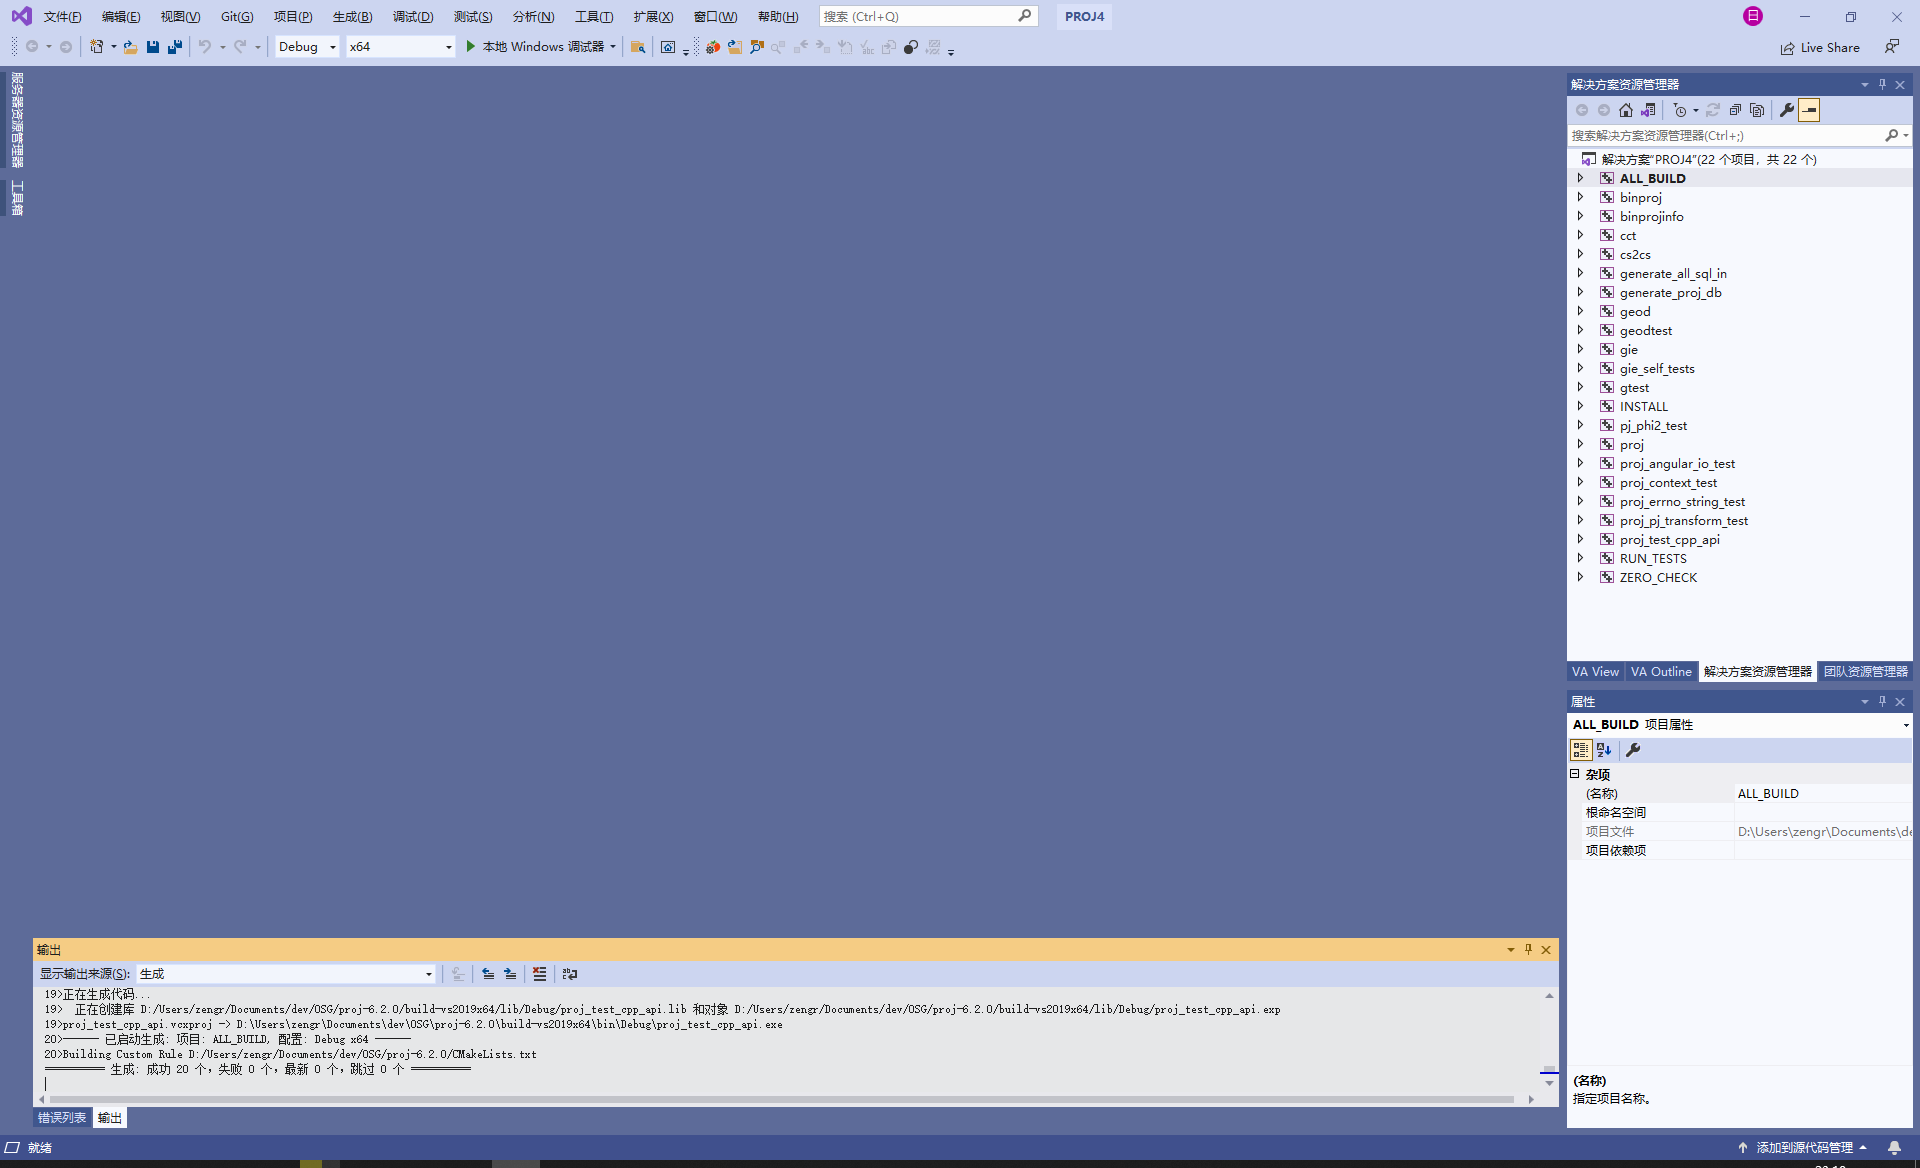 文件(F) 编辑(E) 视图(V) Git(G) 项目(P) 生成(B) 调试(D) 测试(S) 分析(N) 工具(T) 扩展(X) 窗口(W) 帮助(H) 搜索 (Ctrl+Q) PROJ4 日
Debug x64 本地 Windows 调试器 Live Share
服务器资源管理器
工具箱
解决方案资源管理器
搜索解决方案资源管理器(Ctrl+;)
解决方案"PROJ4"(22 个项目，共 22 个)
ALL_BUILD
binproj
binprojinfo
cct
cs2cs
generate_all_sql_in
generate_proj_db
geod
geodtest
gie
gie_self_tests
gtest
INSTALL
pj_phi2_test
proj
proj_angular_io_test
proj_context_test
proj_errno_string_test
proj_pj_transform_test
proj_test_cpp_api
RUN_TESTS
ZERO_CHECK
VA View VA Outline 解决方案资源管理器 团队资源管理器
属性
ALL_BUILD 项目属性
杂项
(名称) ALL_BUILD
根命名空间
项目文件 D:\Users\zengr\Documents\de
项目依赖项
(名称)
指定项目名称。
输出
显示输出来源(S): 生成
19>正在生成代码...
19> 正在创建库 D:/Users/zengr/Documents/dev/OSG/proj-6.2.0/build-vs2019x64/lib/Debug/proj_test_cpp_api.lib 和对象 D:/Users/zengr/Documents/dev/OSG/proj-6.2.0/build-vs2019x64/lib/Debug/proj_test_cpp_api.exp
19>proj_test_cpp_api.vcxproj -> D:\Users\zengr\Documents\dev\OSG\proj-6.2.0\build-vs2019x64\bin\Debug\proj_test_cpp_api.exe
20>------ 已启动生成: 项目: ALL_BUILD, 配置: Debug x64 ------
20>Building Custom Rule D:/Users/zengr/Documents/dev/OSG/proj-6.2.0/CMakeLists.txt
========== 生成: 成功 20 个，失败 0 个，最新 0 个，跳过 0 个 ==========
错误列表 输出
就绪 添加到源代码管理